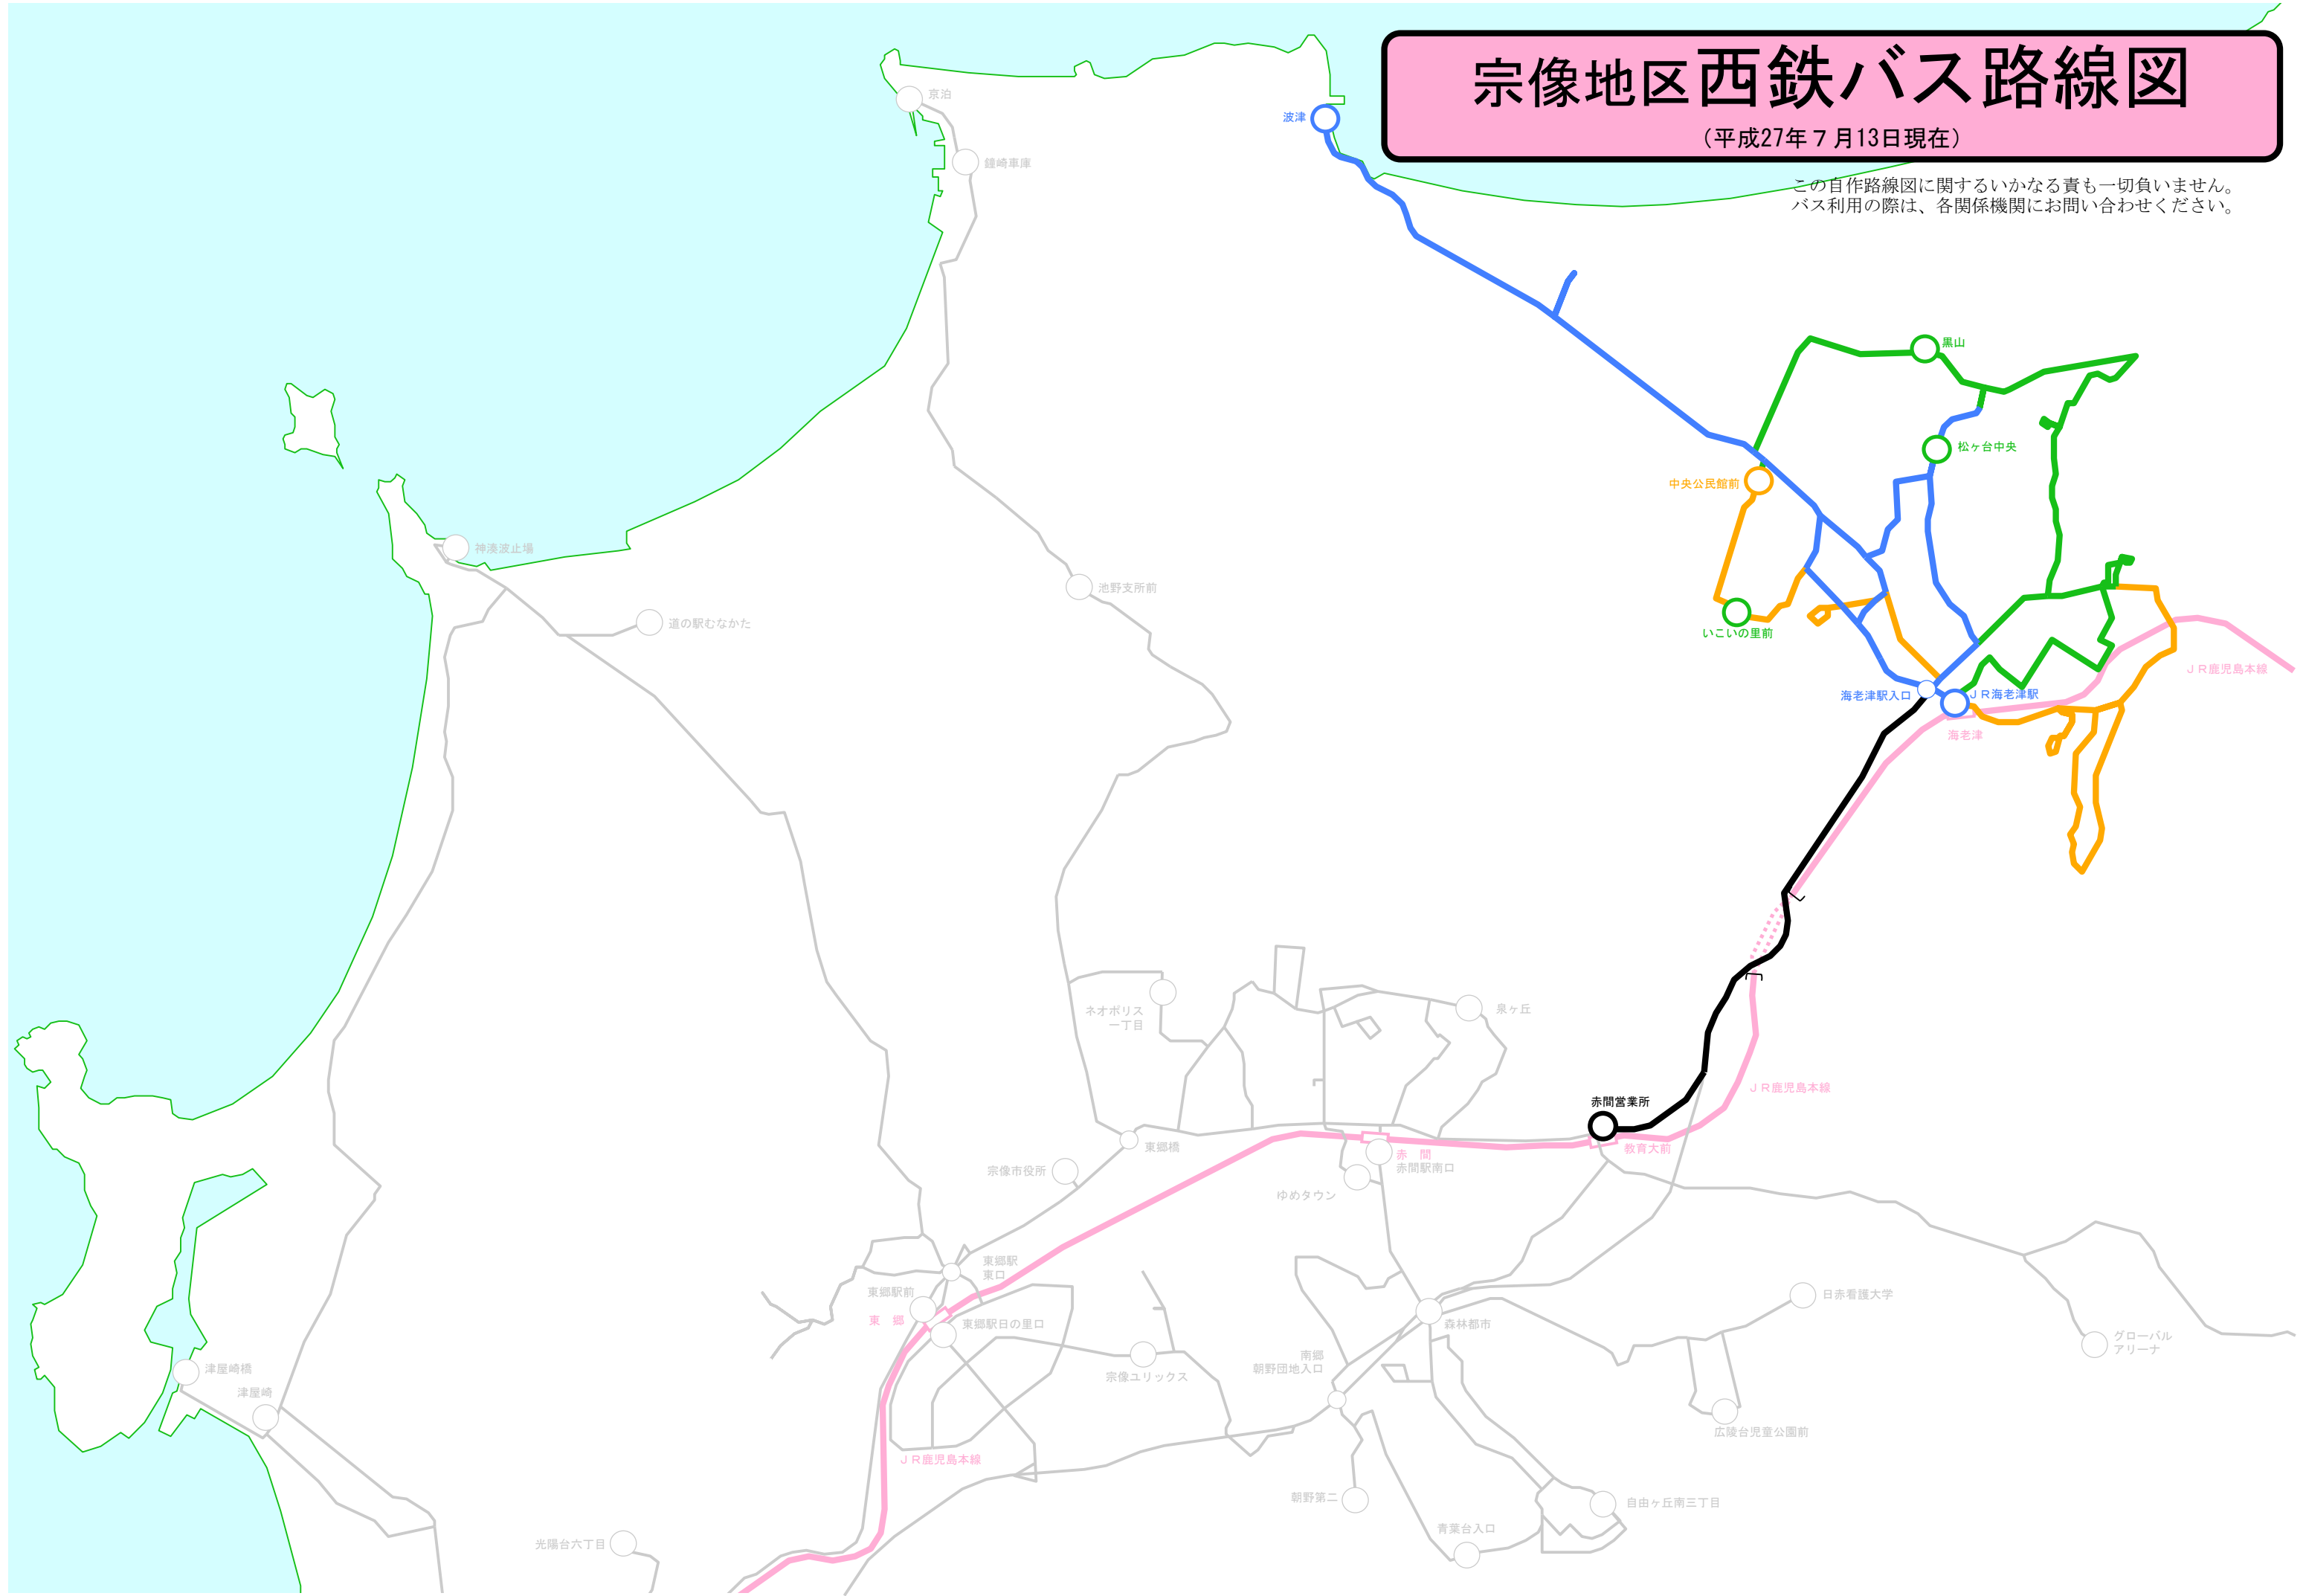 宗像地区西鉄バス路線図
（平成27年７月13日現在）
この自作路線図に関するいかなる責も一切負いません。
バス利用の際は、各関係機関にお問い合わせください。
京泊
波津
鐘崎車庫
黒山
松ヶ台中央
中央公民館前
神湊波止場
池野支所前
道の駅むなかた
いこいの里前
ＪＲ鹿児島本線
海老津駅入口
ＪＲ海老津駅
海老津
ネオポリス
一丁目
泉ヶ丘
ＪＲ鹿児島本線
赤間営業所
東郷橋
教育大前
赤　間
赤間駅南口
宗像市役所
ゆめタウン
東郷駅
東口
東郷駅前
東　郷
東郷駅日の里口
森林都市
日赤看護大学
グローバル
アリーナ
津屋崎橋
津屋崎
宗像ユリックス
南郷
朝野団地入口
広陵台児童公園前
ＪＲ鹿児島本線
朝野第二
自由ヶ丘南三丁目
青葉台入口
光陽台六丁目